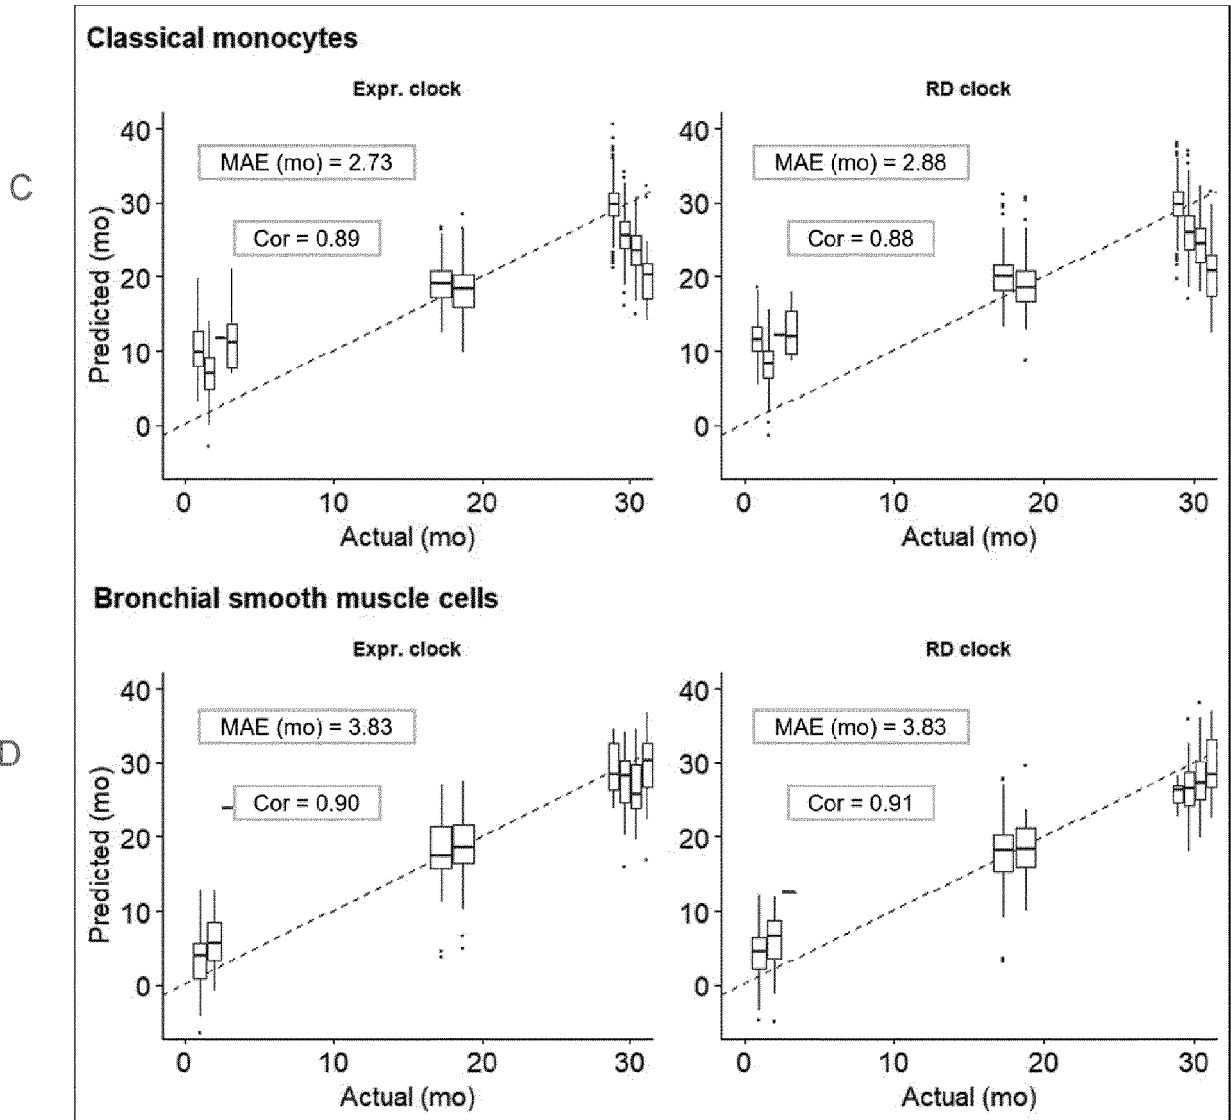 C
Classical monocytes
Expr. clock
RD clock
MAE (mo) = 2.73
MAE (mo) = 2.88
Cor = 0.89
Cor = 0.88
Predicted (mo)
40
30
20
10
0
40
30
20
10
0
0 10 20 30
0 10 20 30
Actual (mo)
Actual (mo)
D
Bronchial smooth muscle cells
Expr. clock
RD clock
MAE (mo) = 3.83
MAE (mo) = 3.83
Cor = 0.90
Cor = 0.91
Predicted (mo)
40
30
20
10
0
40
30
20
10
0
0 10 20 30
0 10 20 30
Actual (mo)
Actual (mo)